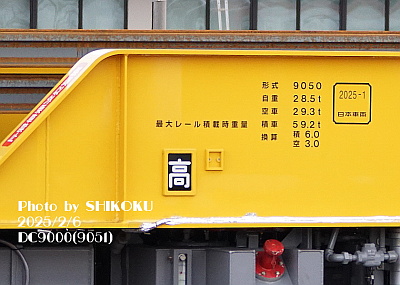 形式 9050
自重 28.5t
空車 29.3t
最大レール積載時重量 積車 59.2t
換算 積 6.0
空 3.0
2025-1
日本車両
高
Photo by SHIKOKU
2025/2/6
DC9000(9051)